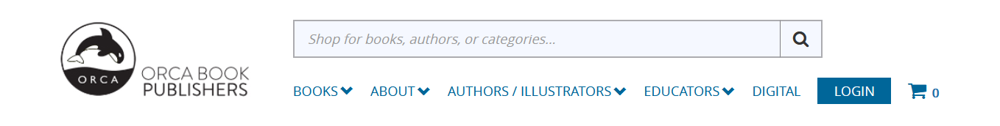 Shop for books, authors, or categories...
ORCA
ORCA BOOK
PUBLISHERS
BOOKS ABOUT AUTHORS / ILLUSTRATORS EDUCATORS DIGITAL LOGIN 0